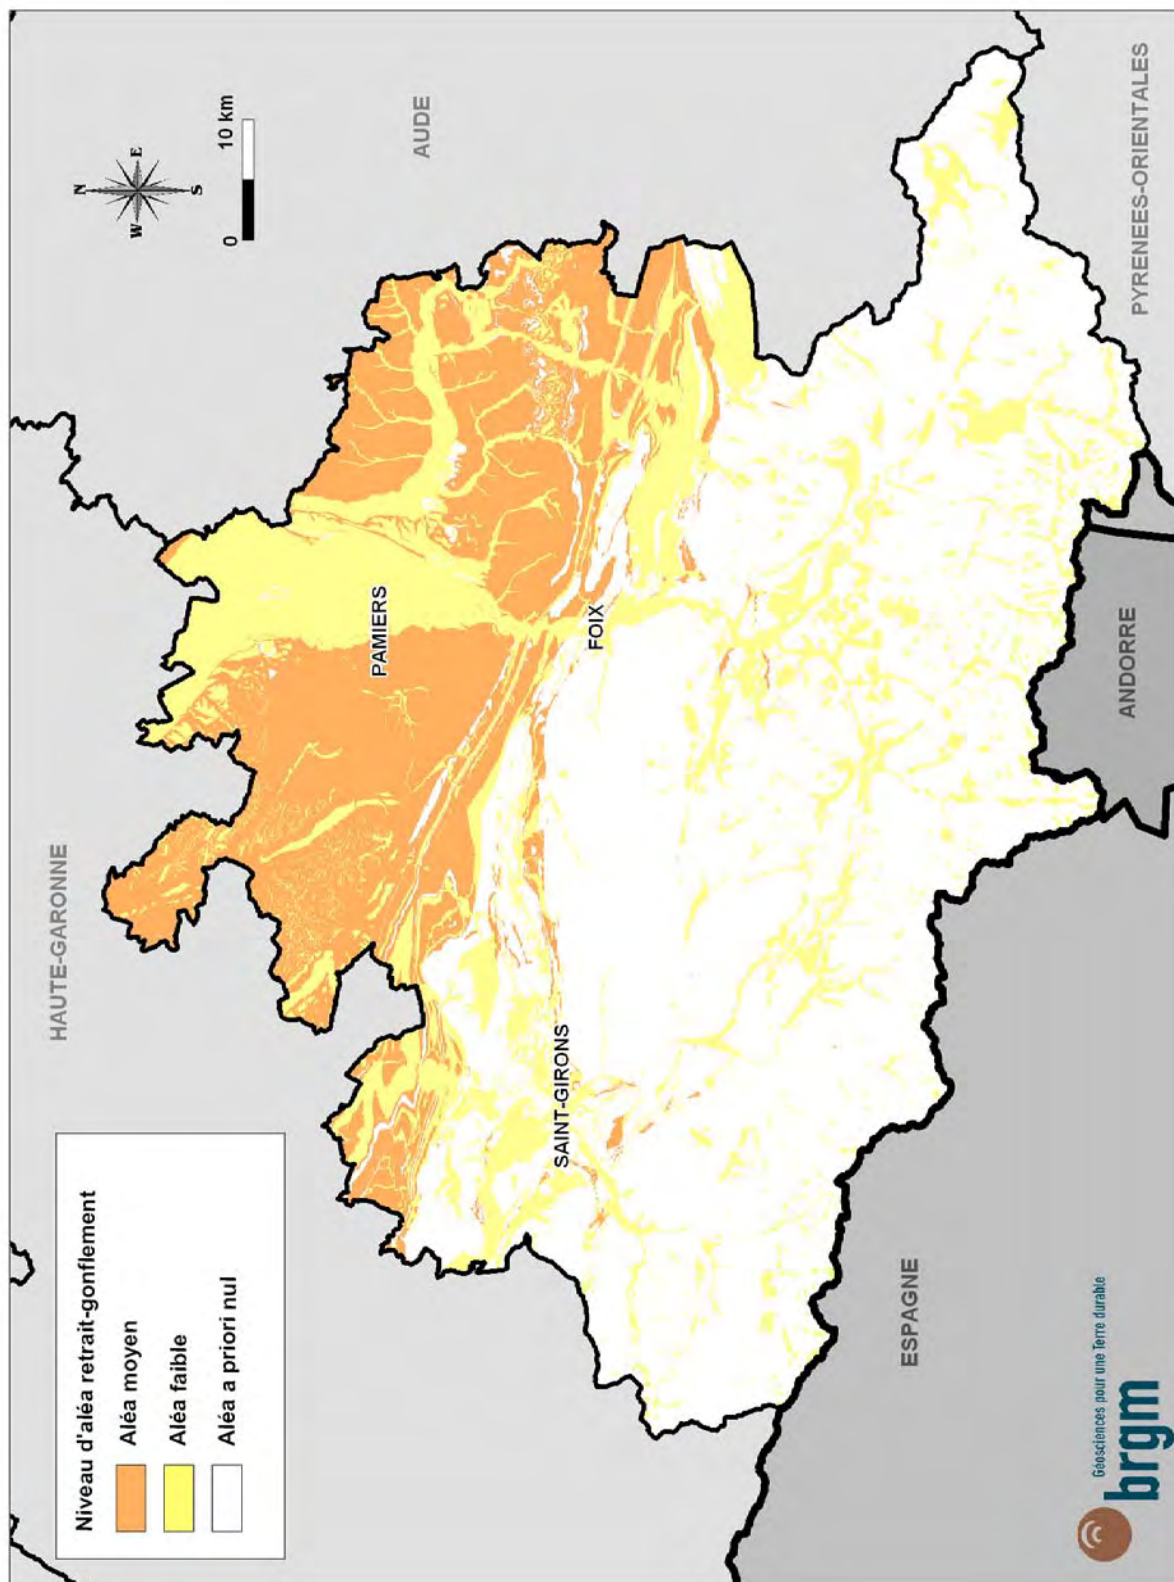 Niveau d'aléa retrait-gonflement
Aléa moyen
Aléa faible
Aléa a priori nul
HAUTE-GARONNE
N
W
E
S
0
10 km
AUDE
PAMIERS
FOIX
SAINT-GIRONS
ESPAGNE
ANDORRE
PYRENEES-ORIENTALES
Géosciences pour une Terre durable
brgm